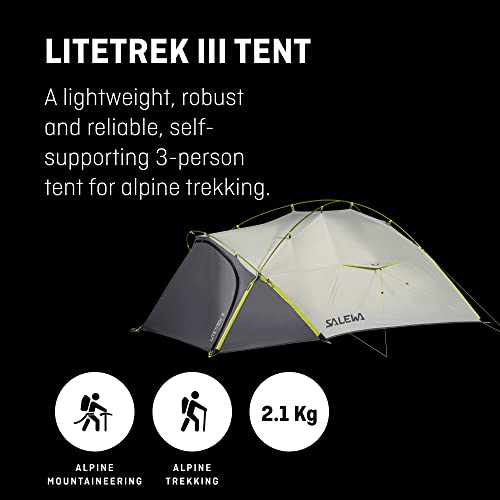 LITETREK III TENT
A lightweight, robust
and reliable, self-
supporting 3-person
tent for alpine trekking.
SALEWA
2.1 Kg
ALPINE
MOUNTAINEERING
ALPINE
TREKKING